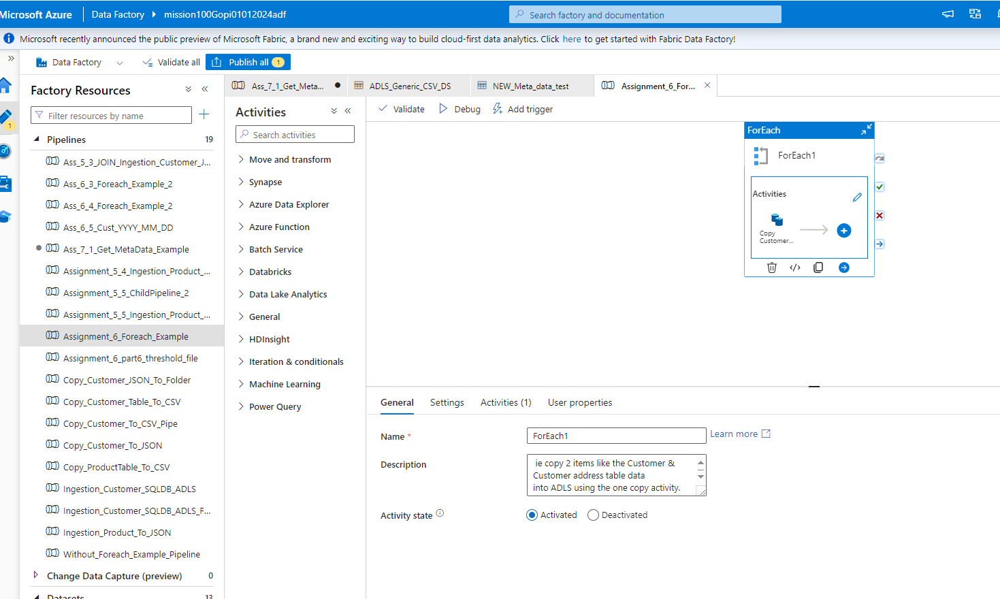 Microsoft Azure
Data Factory
mission100Gopi01012024adf
Search factory and documentation
Microsoft recently announced the public preview of Microsoft Fabric, a brand new and exciting way to build cloud-first data analytics. Click here to get started with Fabric Data Factory!
Data Factory
Validate all
Publish all 1
1
Factory Resources
Filter resources by name
Pipelines 19
Ass_5_3_JOIN_Ingestion_Customer_J...
Ass_6_3_Foreach_Example_2
Ass_6_4_Foreach_Example_2
Ass_6_5_Cust_YYYY_MM_DD
Ass_7_1_Get_MetaData_Example
Assignment_5_4_Ingestion_Product_...
Assignment_5_5_ChildPipeline_2
Assignment_5_5_Ingestion_Product_...
Assignment_6_Foreach_Example
Assignment_6_part6_threshold_file
Copy_Customer_JSON_To_Folder
Copy_Customer_Table_To_CSV
Copy_Customer_To_CSV_Pipe
Copy_Customer_To_JSON
Copy_ProductTable_To_CSV
Ingestion_Customer_SQLDB_ADLS
Ingestion_Customer_SQLDB_ADLS_F...
Ingestion_Product_To_JSON
Without_Foreach_Example_Pipeline
Change Data Capture (preview) 0
Datasets 13
Ass_7_1_Get_Meta...
ADLS_Generic_CSV_DS
NEW_Meta_data_test
Assignment_6_For...
Activities
Search activities
Move and transform
Synapse
Azure Data Explorer
Azure Function
Batch Service
Databricks
Data Lake Analytics
General
HDInsight
Iteration & conditionals
Machine Learning
Power Query
Validate
Debug
Add trigger
ForEach
ForEach1
Activities
Copy
Customer...
General
Settings
Activities (1)
User properties
Name *
ForEach1
Learn more
Description
ie copy 2 items like the Customer &
Customer address table data
into ADLS using the one copy activity.
Activity state
Activated
Deactivated